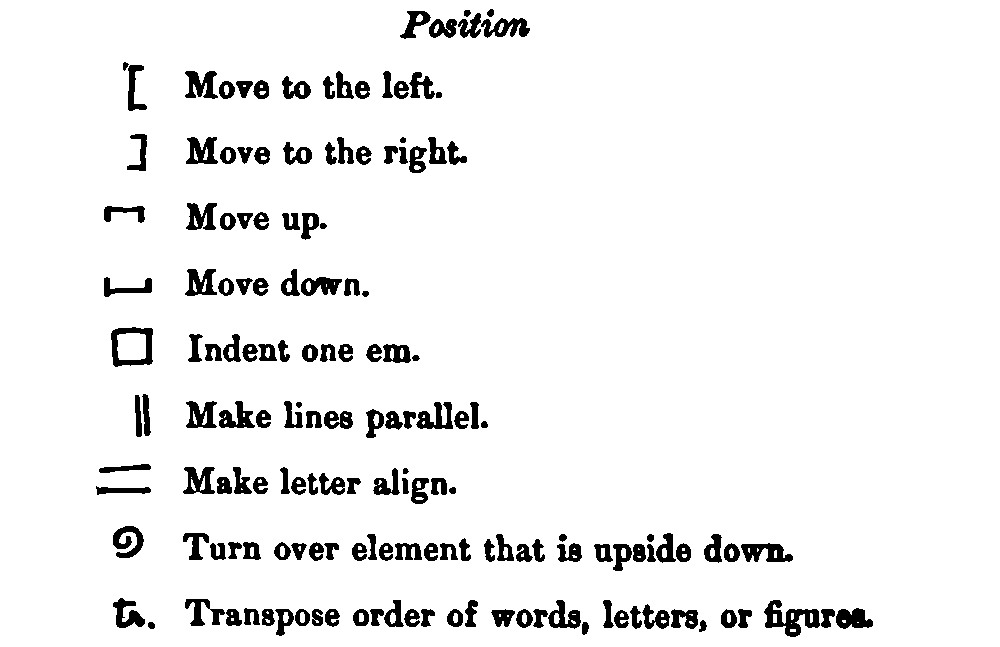 Position
[ Move to the left.
] Move to the right.
Move up.
Move down.
Indent one em.
Make lines parallel.
Make letter align.
Turn over element that is upside down.
tr. Transpose order of words, letters, or figures.